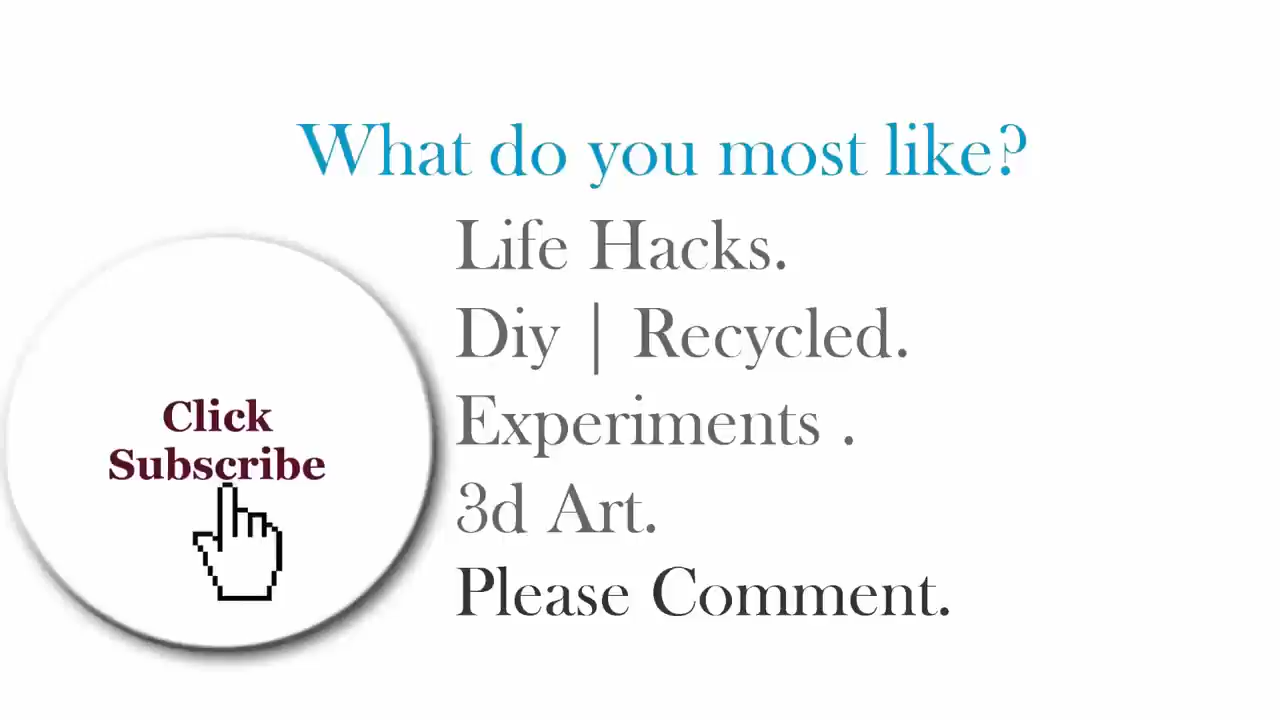 What do you most like?
Life Hacks.
Diy | Recycled.
Experiments .
3d Art.
Please Comment.
Click
Subscribe